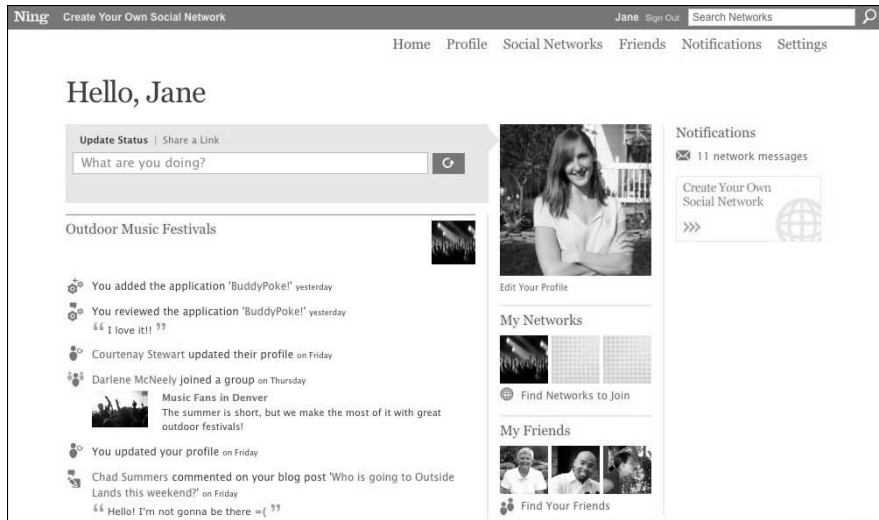 Ning Create Your Own Social Network Jane Sign Out Search Networks
Home Profile Social Networks Friends Notifications Settings
Hello, Jane
Update Status | Share a Link
What are you doing?
Outdoor Music Festivals
You added the application 'BuddyPoke!' yesterday
You reviewed the application 'BuddyPoke!' yesterday
“ I love it!! ”
Courtenay Stewart updated their profile on Friday
Darlene McNeely joined a group on Thursday
Music Fans in Denver
The summer is short, but we make the most of it with great
outdoor festivals!
You updated your profile on Friday
Chad Summers commented on your blog post 'Who is going to Outside
Lands this weekend?' on Friday
“ Hello! I'm not gonna be there =( ”
Edit Your Profile
My Networks
Find Networks to Join
My Friends
Find Your Friends
Notifications
11 network messages
Create Your Own
Social Network
>>>